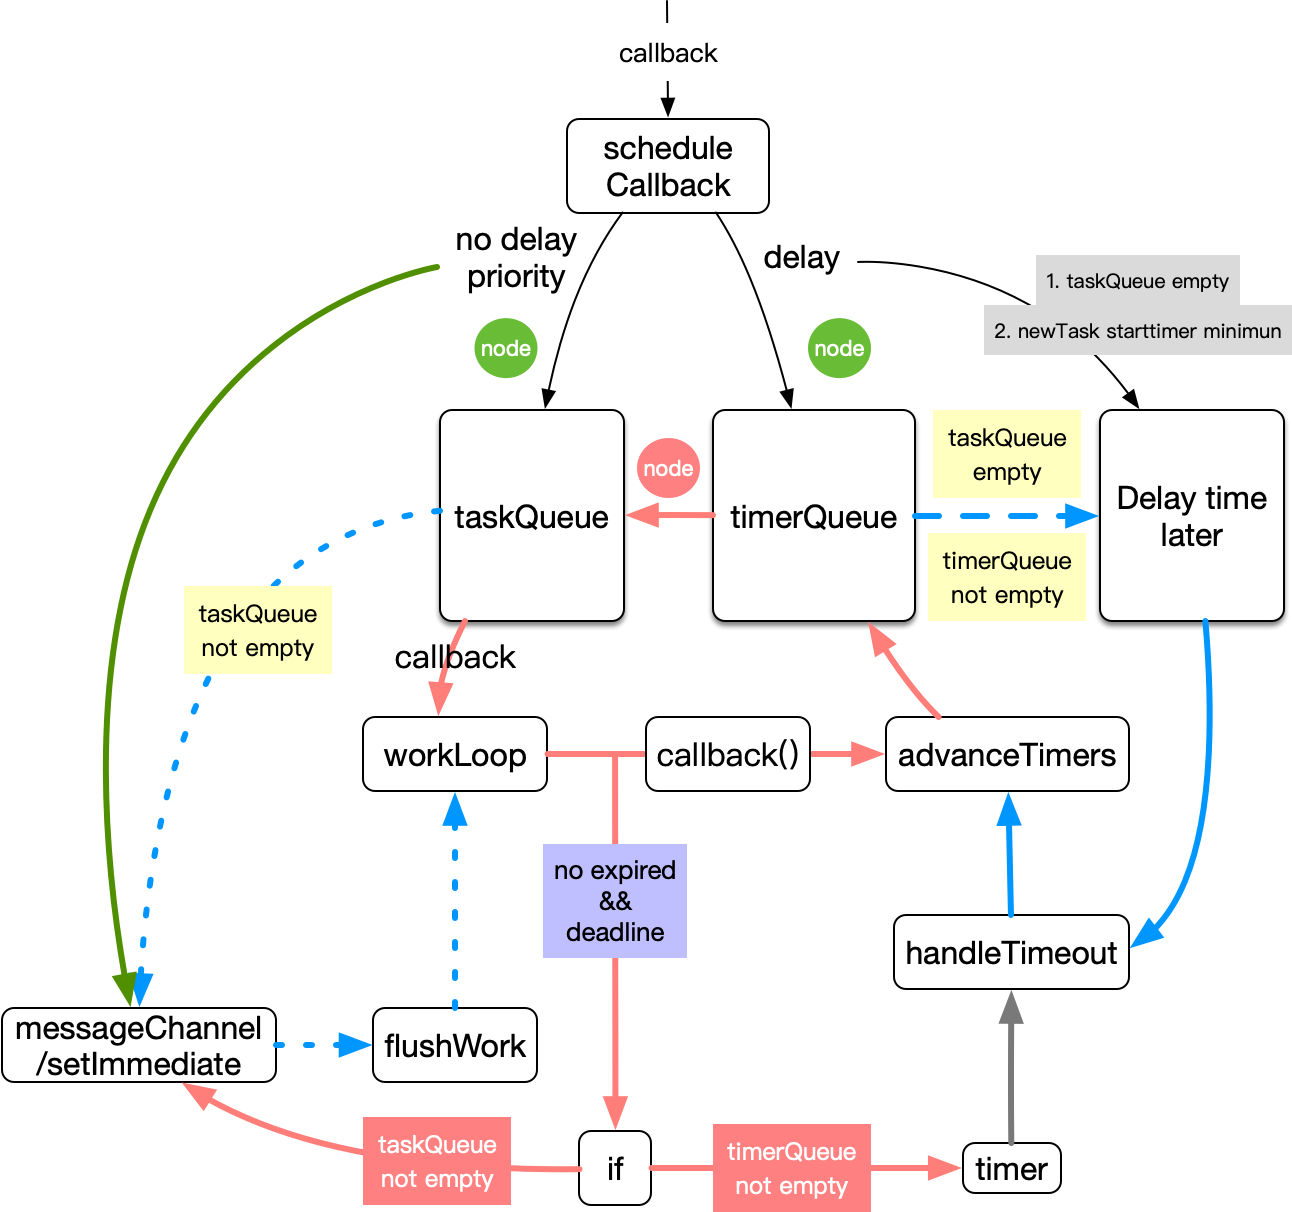 callback
schedule
Callback
no delay
priority
delay
1. taskQueue empty
2. newTask starttimer minimun
node
node
taskQueue
node
timerQueue
taskQueue
empty
timerQueue
not empty
Delay time
later
taskQueue
not empty
callback
workLoop
callback()
advanceTimers
no expired
&&
deadline
handleTimeout
messageChannel
/setImmediate
flushWork
taskQueue
not empty
if
timerQueue
not empty
timer